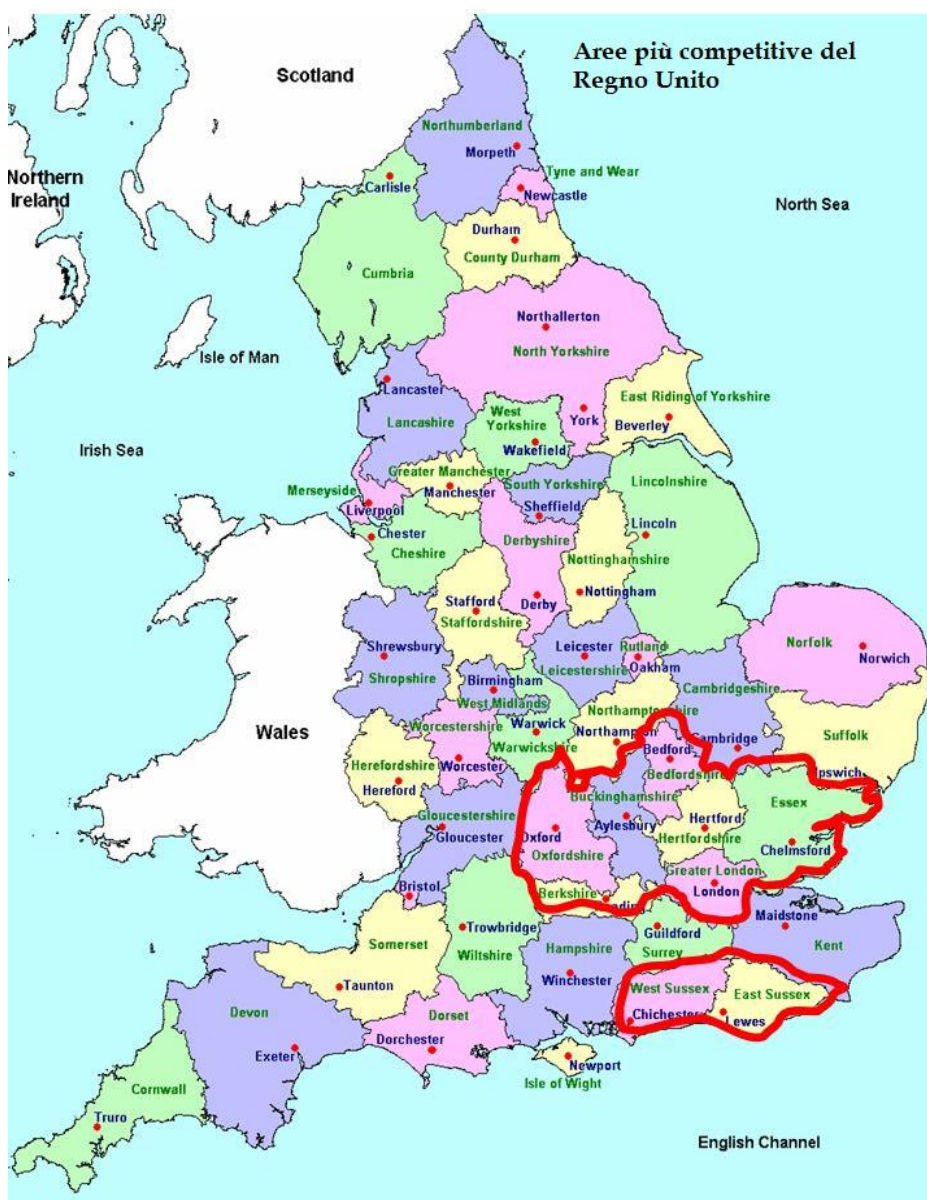 Aree più competitive del
Regno Unito
Scotland
Northumberland
Morpeth
Tyne and Wear
Carlisle
Newcastle
Northern
Ireland
North Sea
Durham
County Durham
Cumbria
Northallerton
North Yorkshire
Isle of Man
Lancaster
East Riding of Yorkshire
West
Yorkshire
York
Beverley
Lancashire
Irish Sea
Wakefield
Greater Manchester
South Yorkshire
Lincolnshire
Merseyside
Manchester
Liverpool
Sheffield
Lincoln
Chester
Derbyshire
Cheshire
Nottinghamshire
Nottingham
Stafford
Derby
Staffordshire
Norfolk
Shrewsbury
Leicester
Rutland
Norwich
Leicestershire
Oakham
Shropshire
Birmingham
Cambridgeshire
West Midlands
Northamptonshire
Worcestershire
Warwick
Wales
Northampton
Cambridge
Suffolk
Warwickshire
Bedford
Herefordshire
Worcester
Bedfordshire
Ipswich
Hereford
Buckinghamshire
Essex
Gloucestershire
Hertford
Gloucester
Oxford
Aylesbury
Hertfordshire
Chelmsford
Oxfordshire
Greater London
Bristol
Berkshire
London
Maidstone
Trowbridge
Guildford
Somerset
Hampshire
Kent
Wiltshire
Surrey
Winchester
Taunton
West Sussex
East Sussex
Devon
Dorset
Chichester
Lewes
Exeter
Dorchester
Newport
Isle of Wight
Cornwall
Truro
English Channel